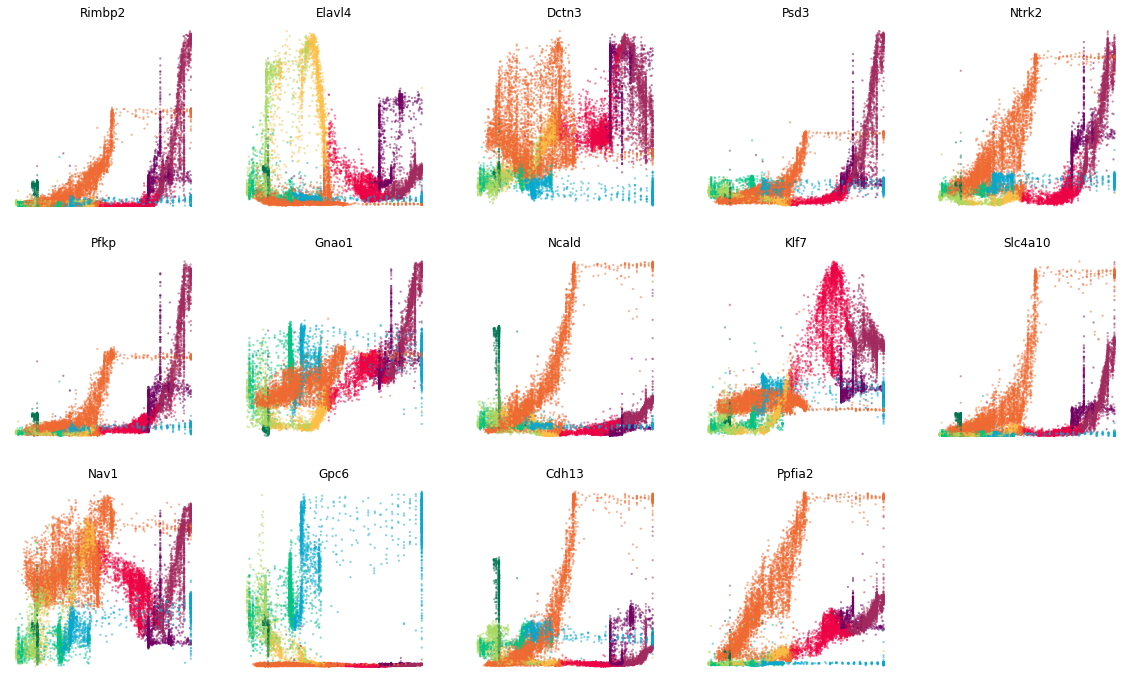 Rimbp2 Elavl4 Dctn3 Psd3 Ntrk2
Pfkp Gnao1 Ncald Klf7 Slc4a10
Nav1 Gpc6 Cdh13 Ppfia2